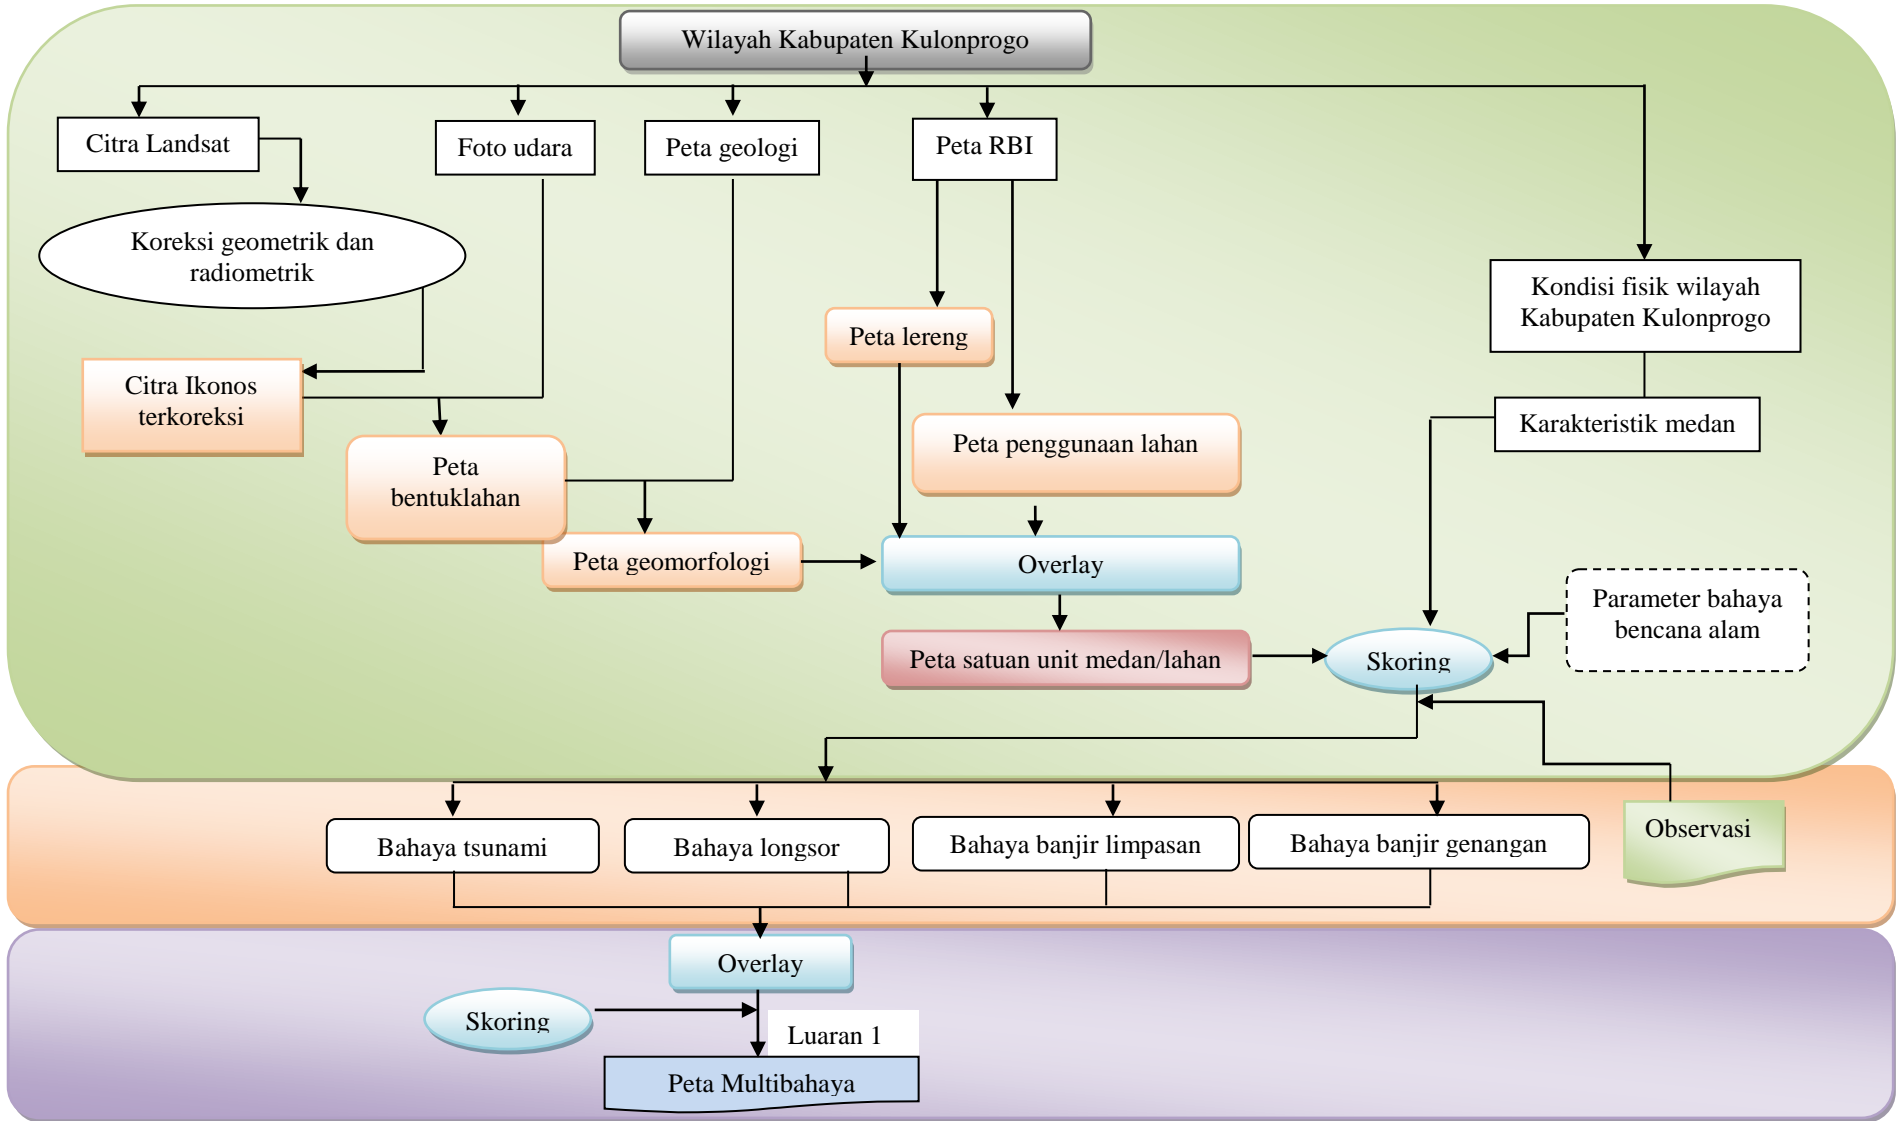 Wilayah Kabupaten Kulonprogo
Citra Landsat
Foto udara
Peta geologi
Peta RBI
Koreksi geometrik dan
radiometrik
Kondisi fisik wilayah
Kabupaten Kulonprogo
Peta lereng
Citra Ikonos
terkoreksi
Karakteristik medan
Peta penggunaan lahan
Peta
bentuklahan
Peta geomorfologi
Overlay
Parameter bahaya
bencana alam
Peta satuan unit medan/lahan
Skoring
Bahaya tsunami
Bahaya longsor
Bahaya banjir limpasan
Bahaya banjir genangan
Observasi
Overlay
Skoring
Luaran 1
Peta Multibahaya